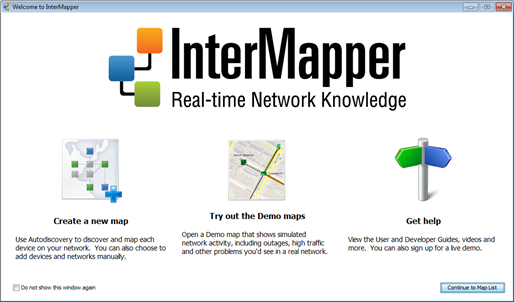 Welcome to InterMapper
InterMapper
Real-time Network Knowledge
Create a new map
Use Autodiscovery to discover and map each
device on your network. You can also choose to
add devices and networks manually.
Try out the Demo maps
Open a Demo map that shows simulated
network activity, including outages, high traffic
and other problems you'd see in a real network.
Get help
View the User and Developer Guides, videos and
more. You can also sign up for a live demo.
Do not show this window again
Continue to Map List